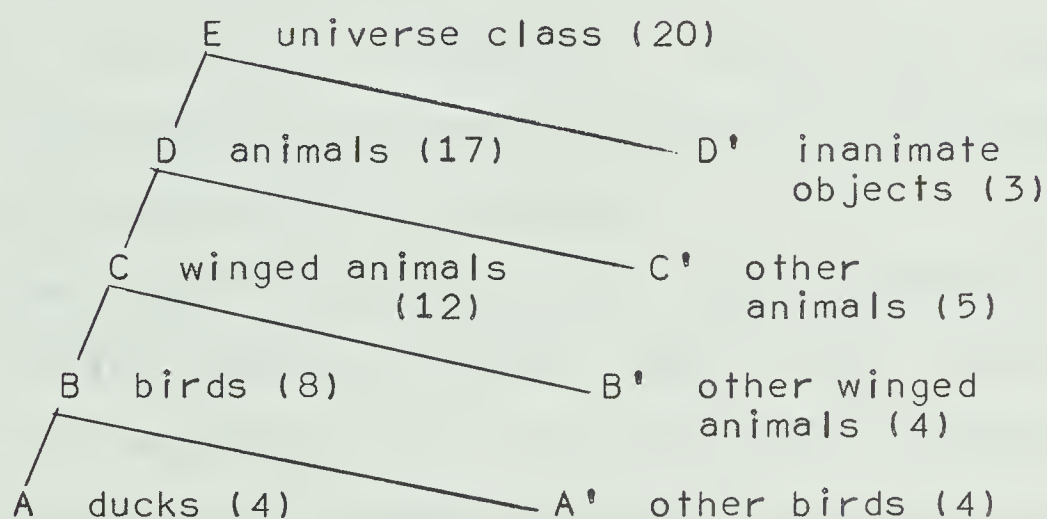 E universe class (20)
D animals (17) D' inanimate
objects (3)
C winged animals C' other
(12) animals (5)
B birds (8) B' other winged
animals (4)
A ducks (4) A' other birds (4)